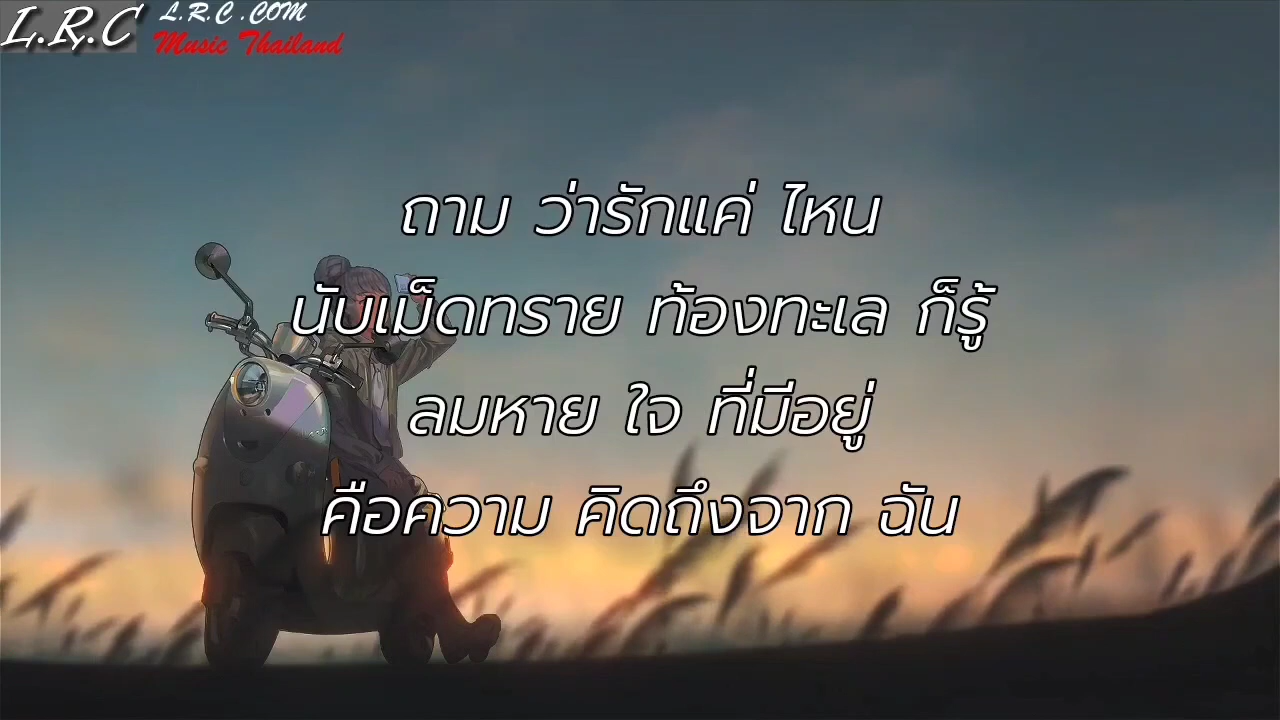 L.R.C
L.R.C .COM
Music Thailand
ถาม ว่ารักแค่ ไหน
นับเม็ดทราย ท้องทะเล ก็รู้
ลมหาย ใจ ที่มีอยู่
คือความ คิดถึงจาก ฉัน